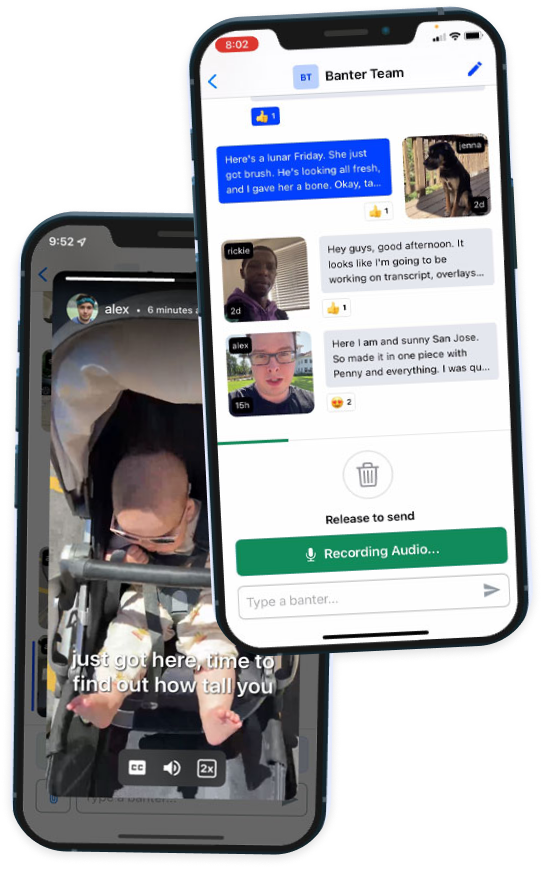 8:02
BT
Banter Team
1
Here's a lunar Friday. She just
got brush. He's looking all fresh,
and I gave her a bone. Okay, ta...
jenna
2d
1
rickie
2d
Hey guys, good afternoon. It
looks like I'm going to be
working on transcript, overlays...
1
alex
15h
Here I am and sunny San Jose.
So made it in one piece with
Penny and everything. I was qu...
2
Release to send
Recording Audio...
Type a banter...
9:52
alex • 6 minutes a
just got here, time to
find out how tall you
CC
2x
Type a banter...